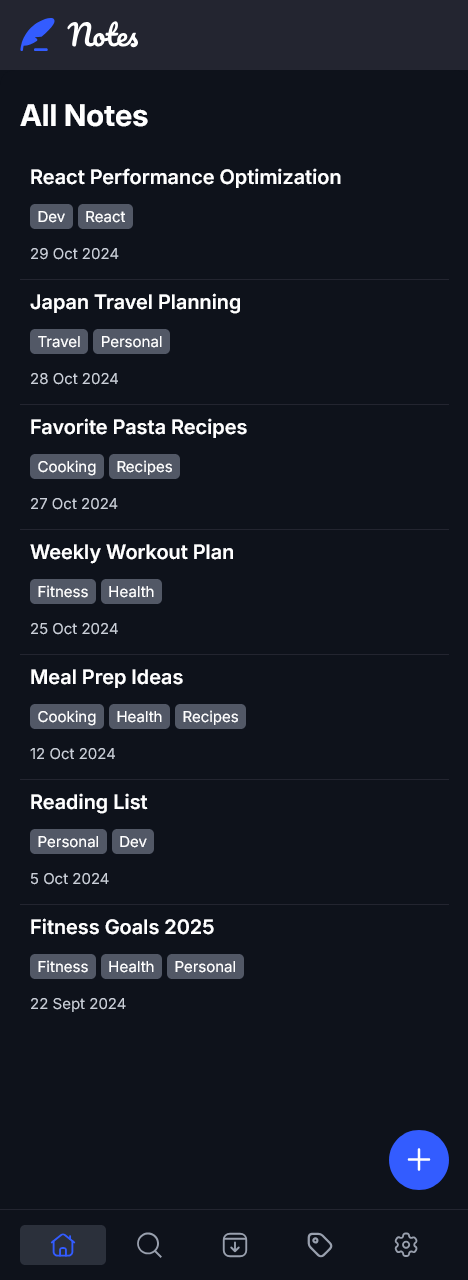 Notes
All Notes
React Performance Optimization
Dev React
29 Oct 2024
Japan Travel Planning
Travel Personal
28 Oct 2024
Favorite Pasta Recipes
Cooking Recipes
27 Oct 2024
Weekly Workout Plan
Fitness Health
25 Oct 2024
Meal Prep Ideas
Cooking Health Recipes
12 Oct 2024
Reading List
Personal Dev
5 Oct 2024
Fitness Goals 2025
Fitness Health Personal
22 Sept 2024